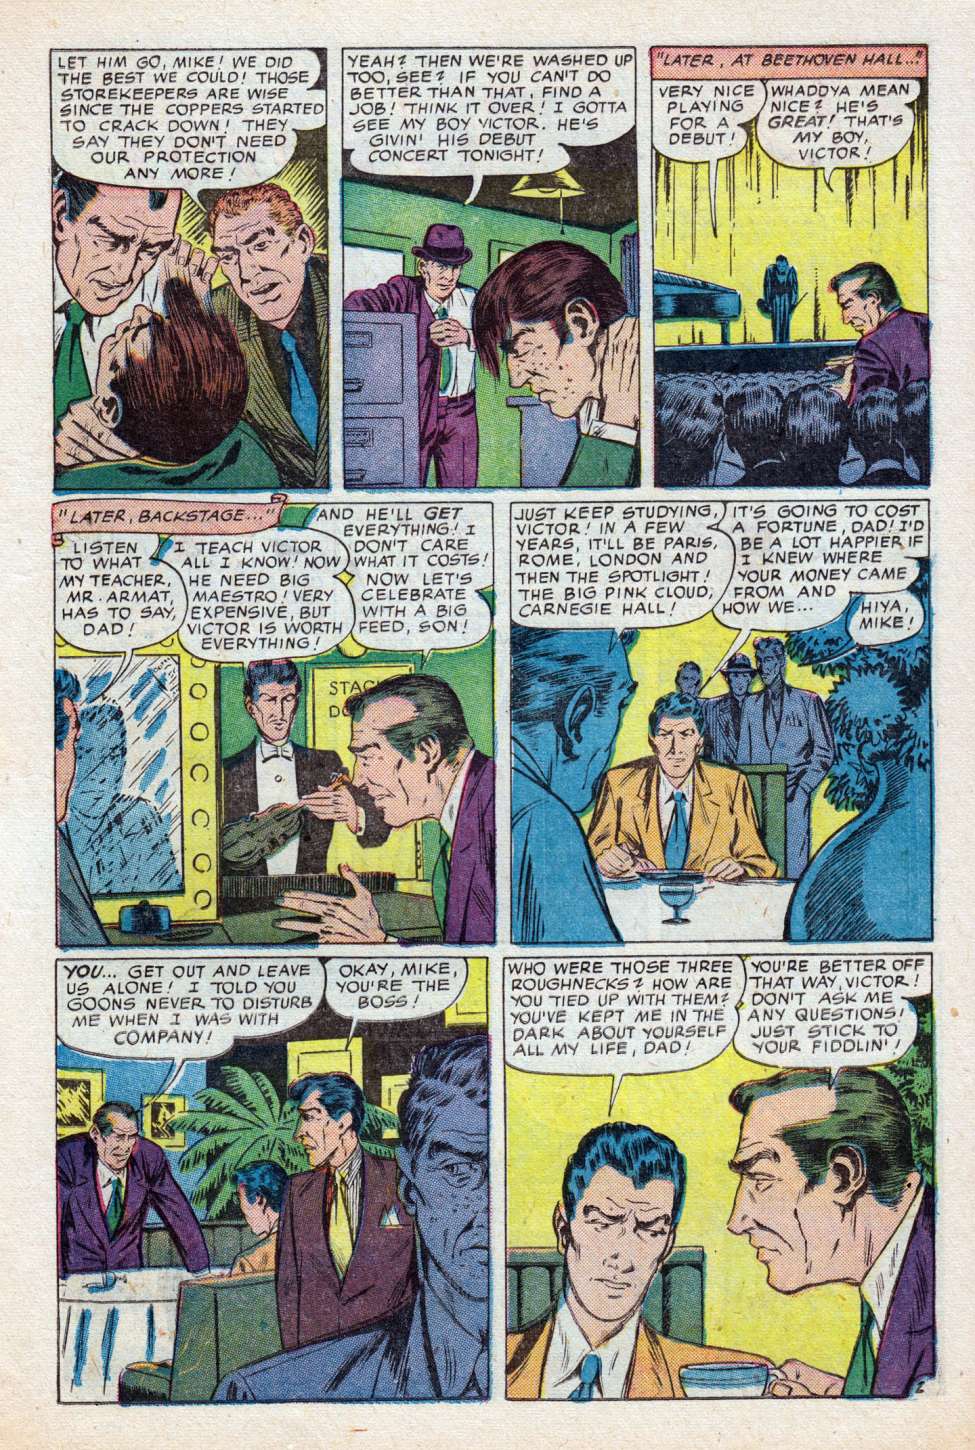 LET HIM GO, MIKE! WE DID
THE BEST WE COULD! THOSE
STOREKEEPERS ARE WISE
SINCE THE COPPERS STARTED
TO CRACK DOWN! THEY
SAY THEY DON'T NEED
OUR PROTECTION
ANY MORE!
YEAH? THEN WE'RE WASHED UP
TOO, SEE? IF YOU CAN'T DO
BETTER THAN THAT, FIND A
JOB! THINK IT OVER! I GOTTA
SEE MY BOY VICTOR. HE'S
GIVIN' HIS DEBUT
CONCERT TONIGHT!
"LATER, AT BEETHOVEN HALL..."
VERY NICE
PLAYING
FOR A
DEBUT!
WHADDYA MEAN
NICE? HE'S
GREAT! THAT'S
MY BOY,
VICTOR!
"LATER, BACKSTAGE..."
LISTEN
TO WHAT
MY TEACHER,
MR. ARMAT,
HAS TO SAY,
DAD!
I TEACH VICTOR
ALL I KNOW! NOW
HE NEED BIG
MAESTRO! VERY
EXPENSIVE, BUT
VICTOR IS WORTH
EVERYTHING!
AND HE'LL GET
EVERYTHING! I
DON'T CARE
WHAT IT COSTS!
NOW LET'S
CELEBRATE
WITH A BIG
FEED, SON!
STAG
DO
JUST KEEP STUDYING,
VICTOR! IN A FEW
YEARS, IT'LL BE PARIS,
ROME, LONDON AND
THEN THE SPOTLIGHT!
THE BIG PINK CLOUD,
CARNEGIE HALL!
IT'S GOING TO COST
A FORTUNE, DAD! I'D
BE A LOT HAPPIER IF
I KNEW WHERE
YOUR MONEY CAME
FROM AND
HOW WE...
HIYA,
MIKE!
YOU... GET OUT AND LEAVE
US ALONE! I TOLD YOU
GOONS NEVER TO DISTURB
ME WHEN I WAS WITH
COMPANY!
OKAY, MIKE,
YOU'RE THE
BOSS!
WHO WERE THOSE THREE
ROUGHNECKS? HOW ARE
YOU TIED UP WITH THEM?
YOU'VE KEPT ME IN THE
DARK ABOUT YOURSELF
ALL MY LIFE, DAD!
YOU'RE BETTER OFF
THAT WAY, VICTOR!
DON'T ASK ME
ANY QUESTIONS!
JUST STICK TO
YOUR FIDDLIN'!
2